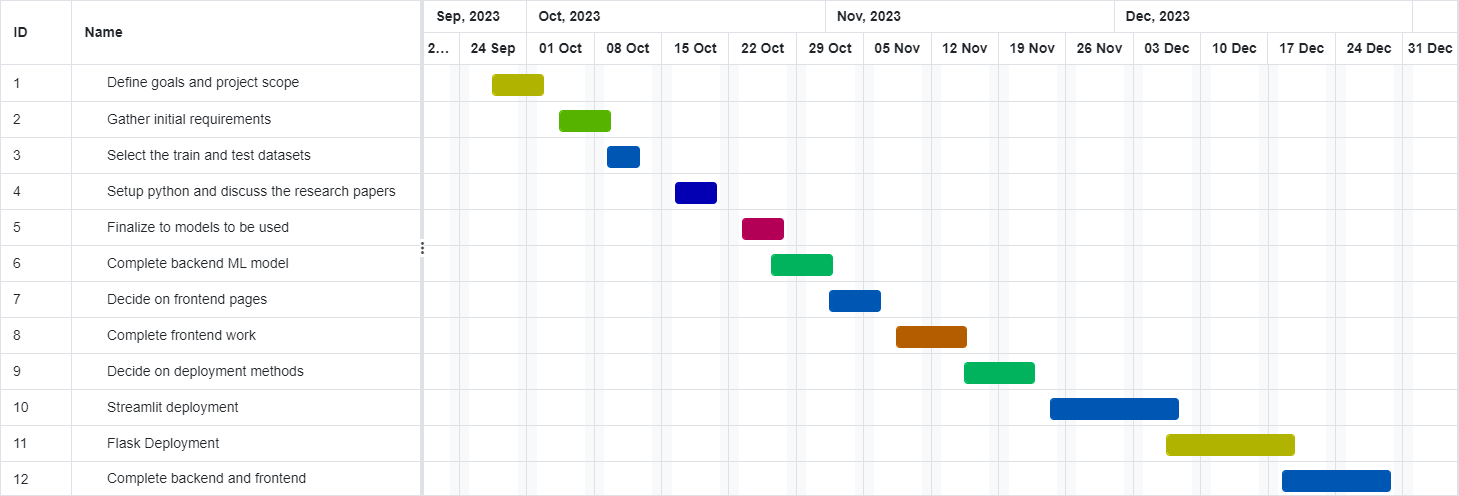 ID Name Sep, 2023 Oct, 2023 Nov, 2023 Dec, 2023
2... 24 Sep 01 Oct 08 Oct 15 Oct 22 Oct 29 Oct 05 Nov 12 Nov 19 Nov 26 Nov 03 Dec 10 Dec 17 Dec 24 Dec 31 Dec
1 Define goals and project scope
2 Gather initial requirements
3 Select the train and test datasets
4 Setup python and discuss the research papers
5 Finalize to models to be used
6 Complete backend ML model
7 Decide on frontend pages
8 Complete frontend work
9 Decide on deployment methods
10 Streamlit deployment
11 Flask Deployment
12 Complete backend and frontend